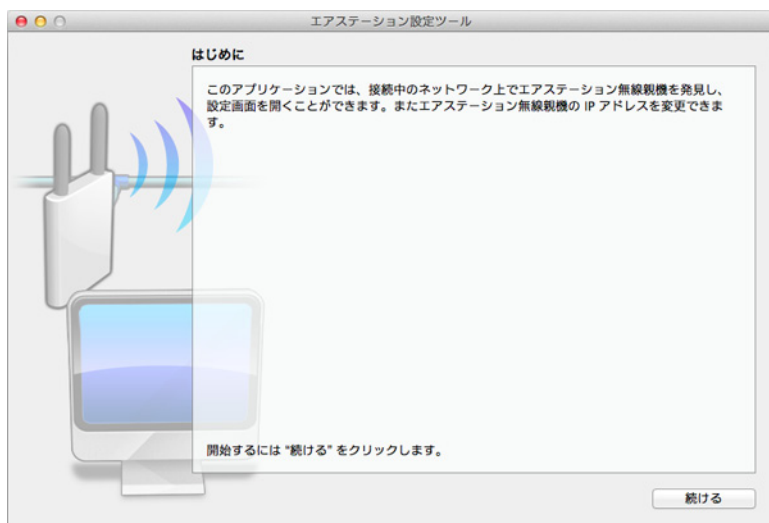 エアステーション設定ツール
はじめに
このアプリケーションでは、接続中のネットワーク上でエアステーション無線親機を発見し、
設定画面を開くことができます。またエアステーション無線親機の IP アドレスを変更できま
す。
開始するには "続ける" をクリックします。
続ける